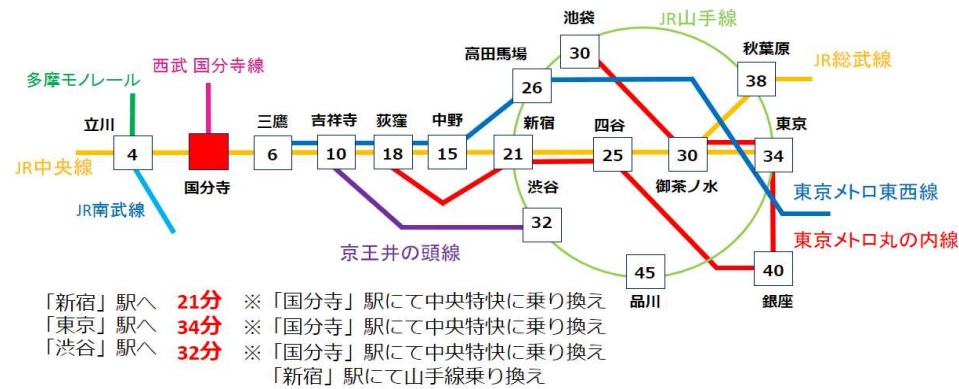 池袋
JR山手線
30
高田馬場
秋葉原
西武 国分寺線
26
38
JR総武線
多摩モノレール
立川
三鷹
吉祥寺
荻窪
中野
新宿
四谷
東京
4
6
10
18
15
21
25
30
34
JR中央線
国分寺
渋谷
御茶ノ水
JR南武線
32
東京メトロ東西線
京王井の頭線
東京メトロ丸の内線
45
40
品川
銀座
「新宿」駅へ 21分 ※「国分寺」駅にて中央特快に乗り換え
「東京」駅へ 34分 ※「国分寺」駅にて中央特快に乗り換え
「渋谷」駅へ 32分 ※「国分寺」駅にて中央特快に乗り換え
「新宿」駅にて山手線乗り換え